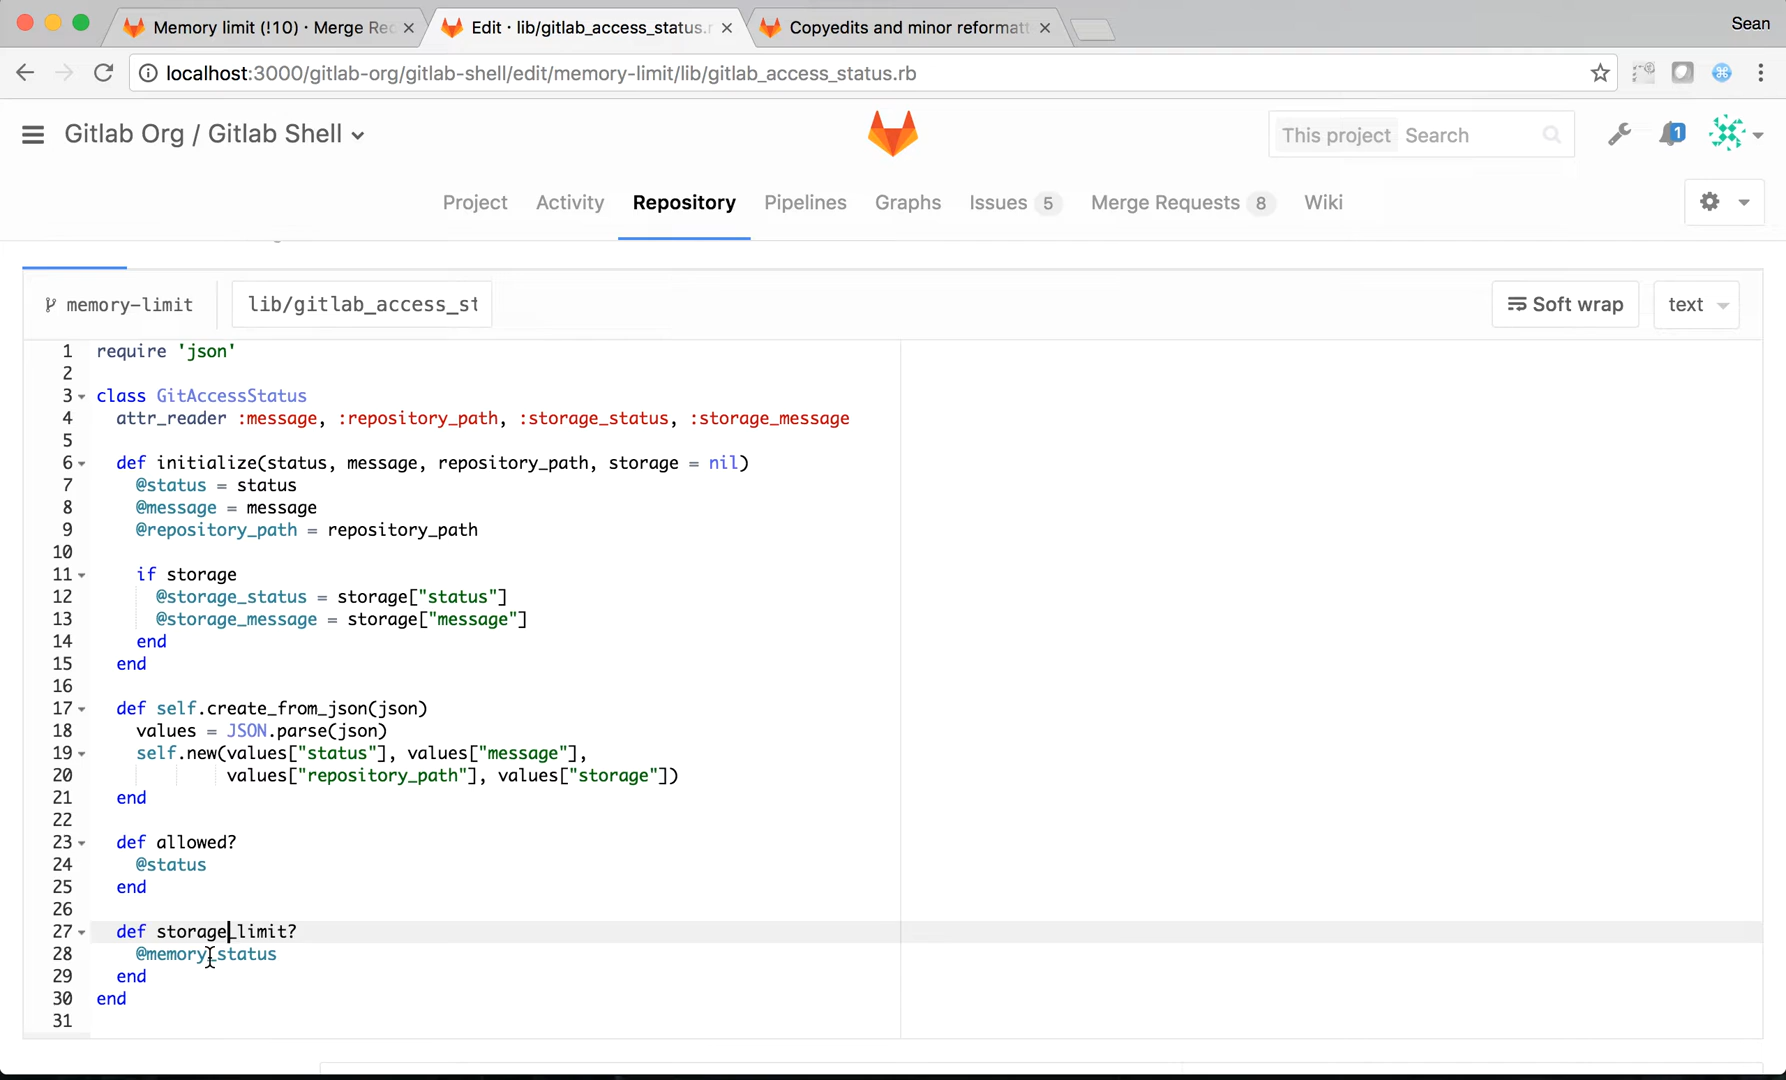 Memory limit (!10) · Merge Rec
Edit · lib/gitlab_access_status.r
Copyedits and minor reformatt
Sean
localhost:3000/gitlab-org/gitlab-shell/edit/memory-limit/lib/gitlab_access_status.rb
Gitlab Org / Gitlab Shell
This project Search
1
Project Activity Repository Pipelines Graphs Issues 5 Merge Requests 8 Wiki
memory-limit lib/gitlab_access_st Soft wrap text
1 require 'json'
2
3 class GitAccessStatus
4 attr_reader :message, :repository_path, :storage_status, :storage_message
5
6 def initialize(status, message, repository_path, storage = nil)
7 @status = status
8 @message = message
9 @repository_path = repository_path
10
11 if storage
12 @storage_status = storage["status"]
13 @storage_message = storage["message"]
14 end
15 end
16
17 def self.create_from_json(json)
18 values = JSON.parse(json)
19 self.new(values["status"], values["message"],
20 values["repository_path"], values["storage"])
21 end
22
23 def allowed?
24 @status
25 end
26
27 def storage_limit?
28 @memory_status
29 end
30 end
31